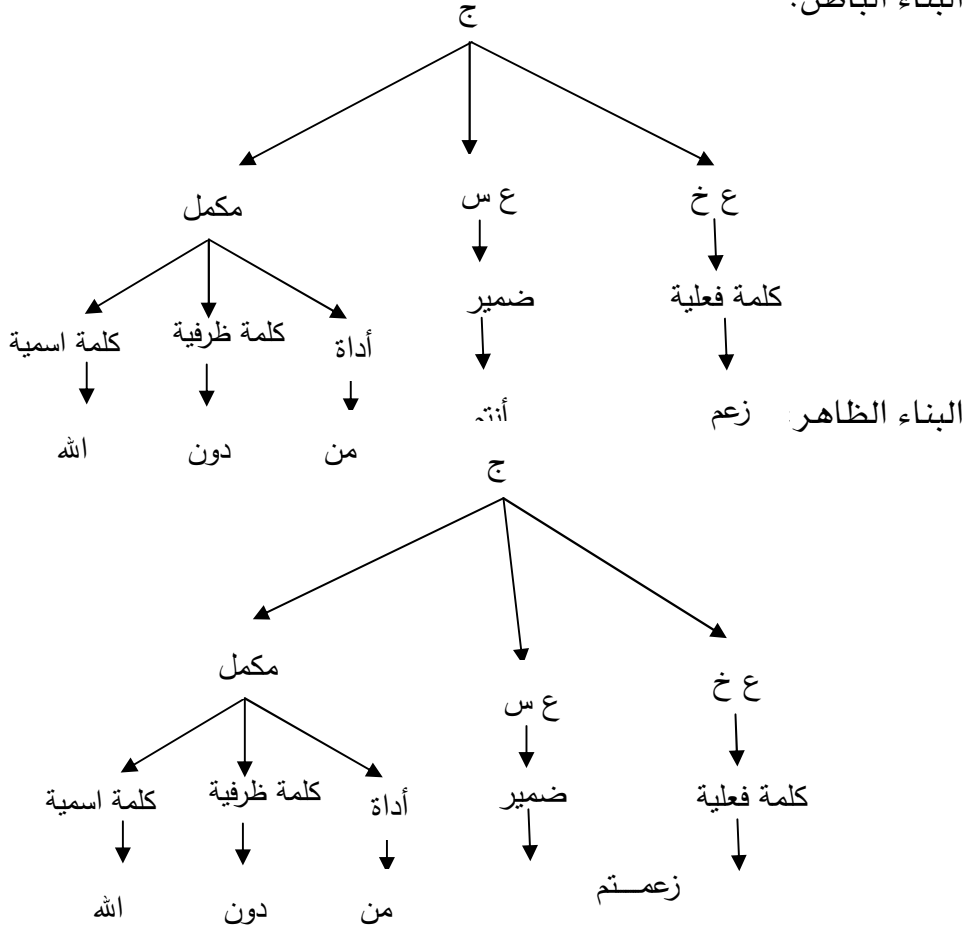 البناء الباطن:
ج
ع خ ع س مكمل
كلمة فعلية ضمير أداة كلمة ظرفية كلمة اسمية
زعم أنتم من دون الله
البناء الظاهر:
ج
ع خ ع س مكمل
كلمة فعلية ضمير أداة كلمة ظرفية كلمة اسمية
زعمـــتم من دون الله